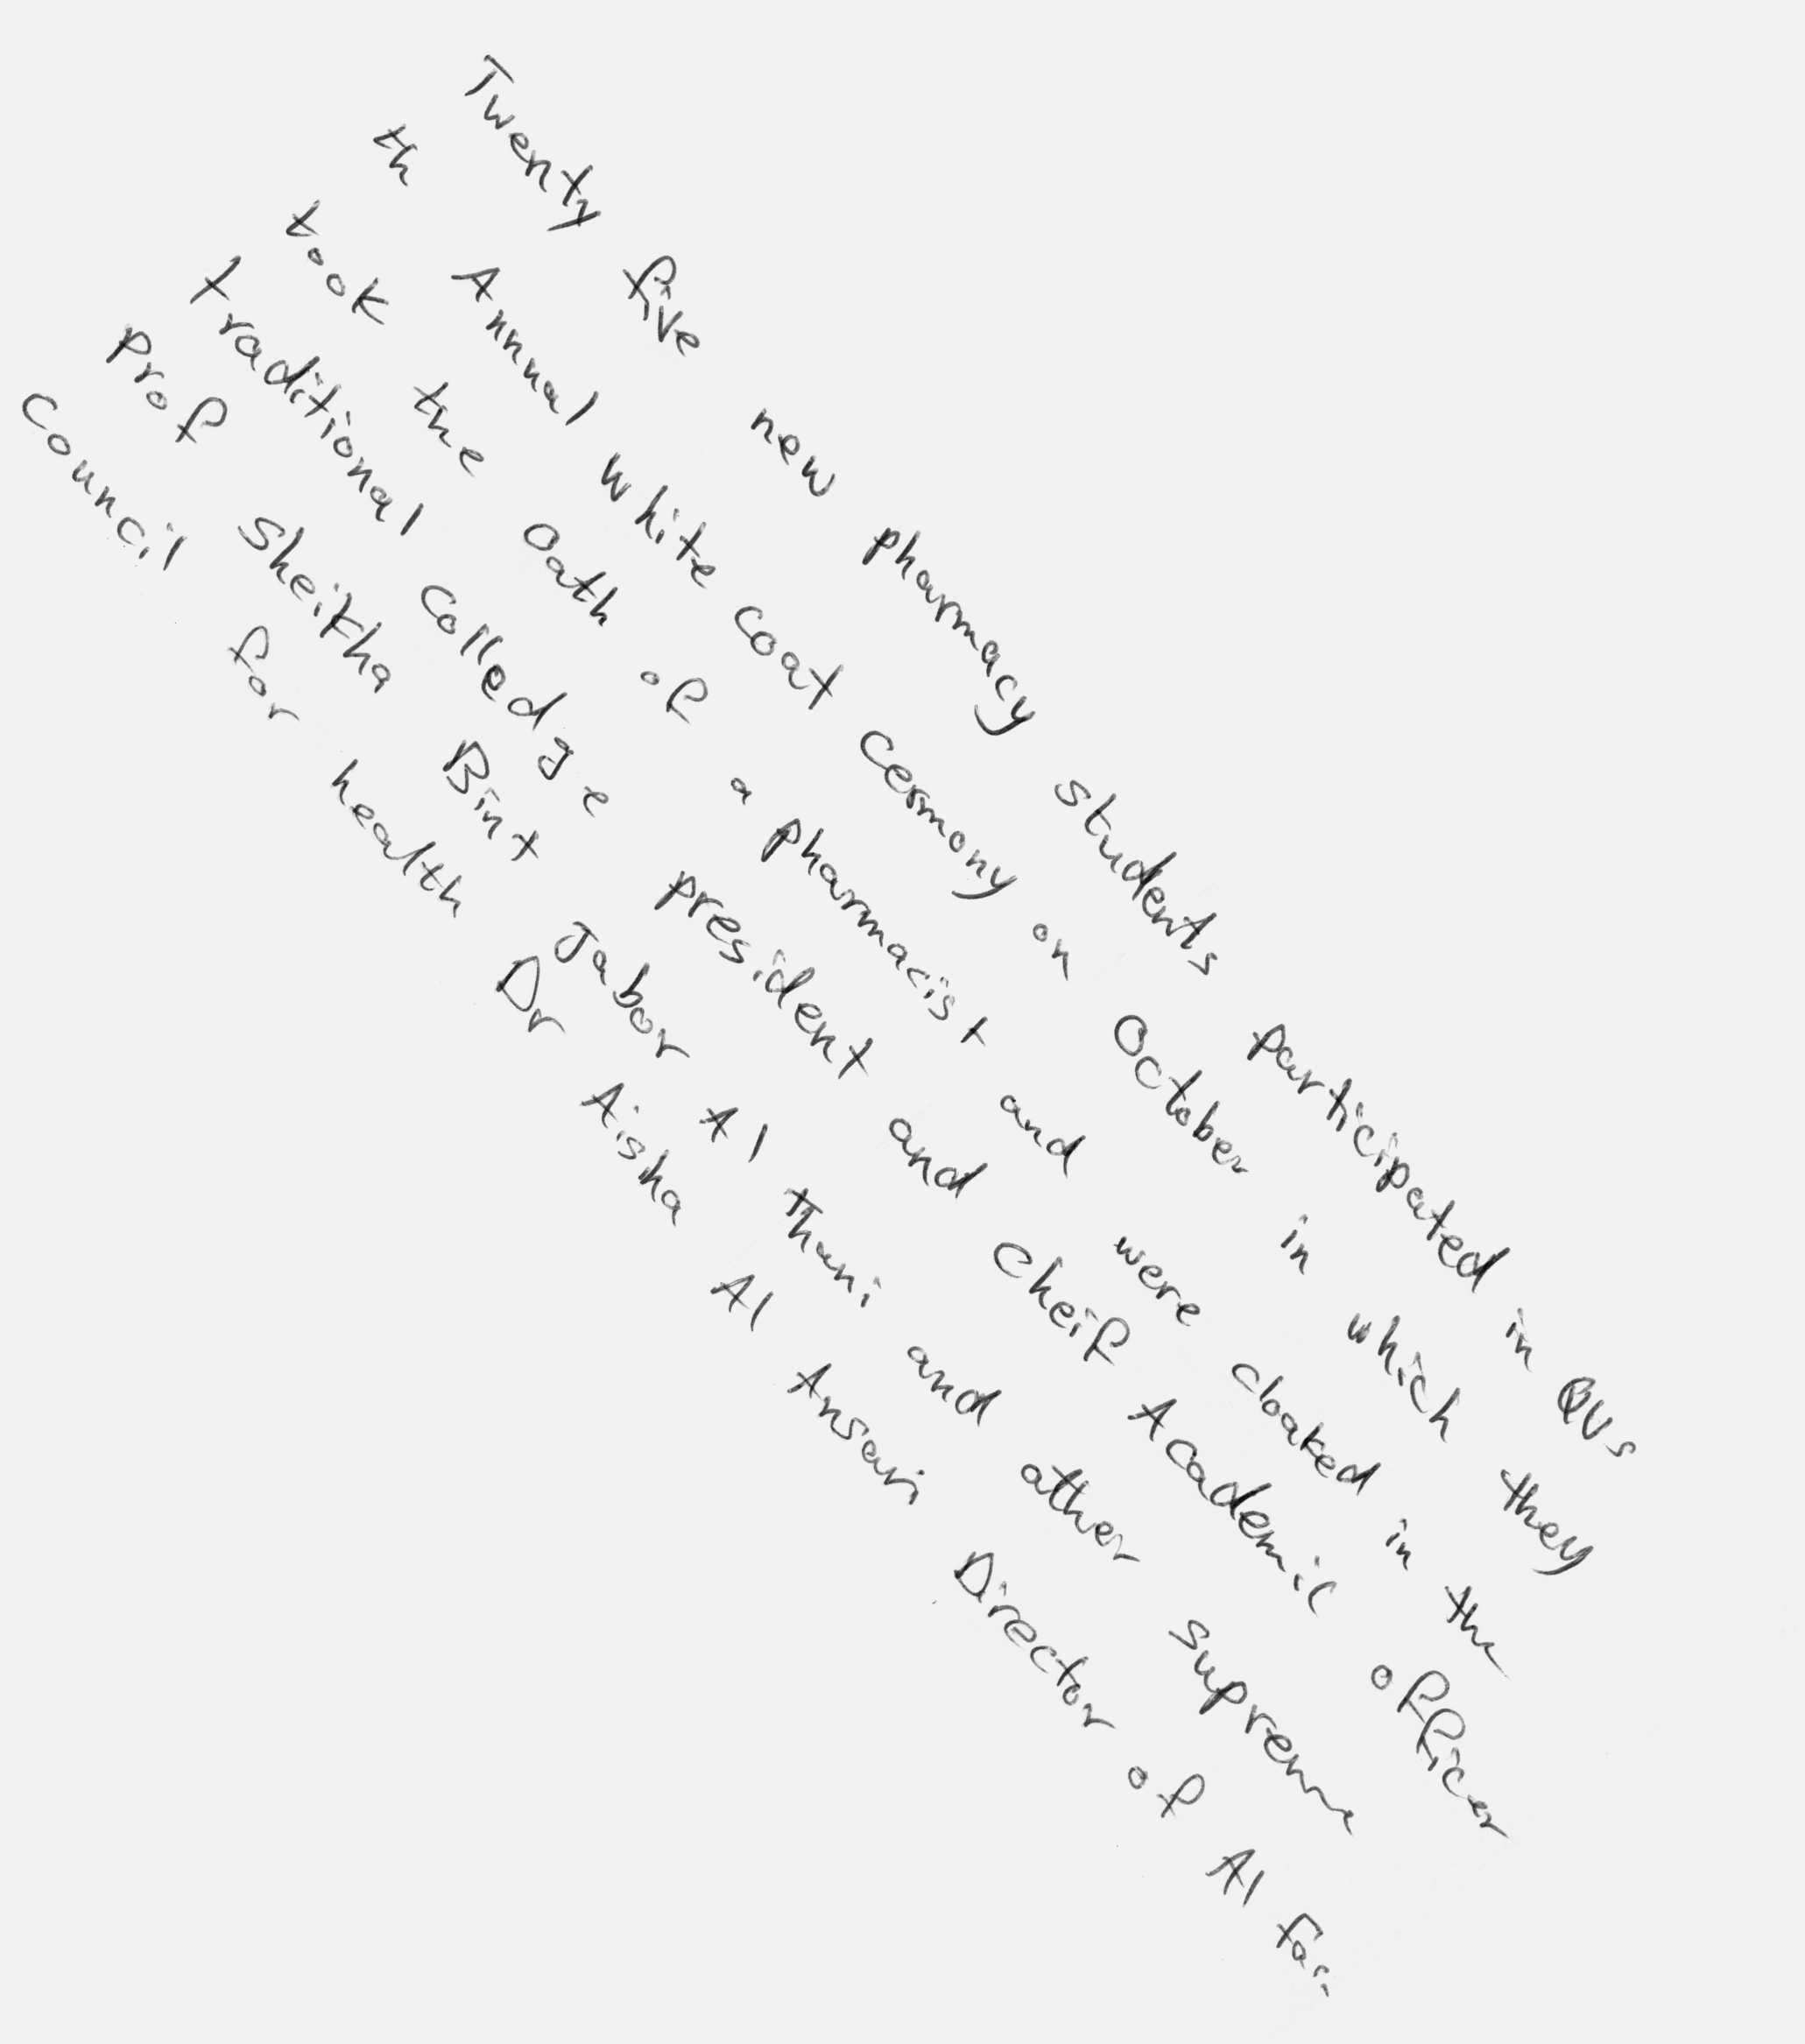 Twenty five new pharmacy students participated in QUs
th Annual White coat Cermony on October in which they
took the Oath of a pharmacist and were cloaked in the
traditional Colledge president and Cheif Academic officer
Prof Sheikha Bint Jabor Al Thani and other supreme
Council for health Dr Aisha Al Ansari Director of Al